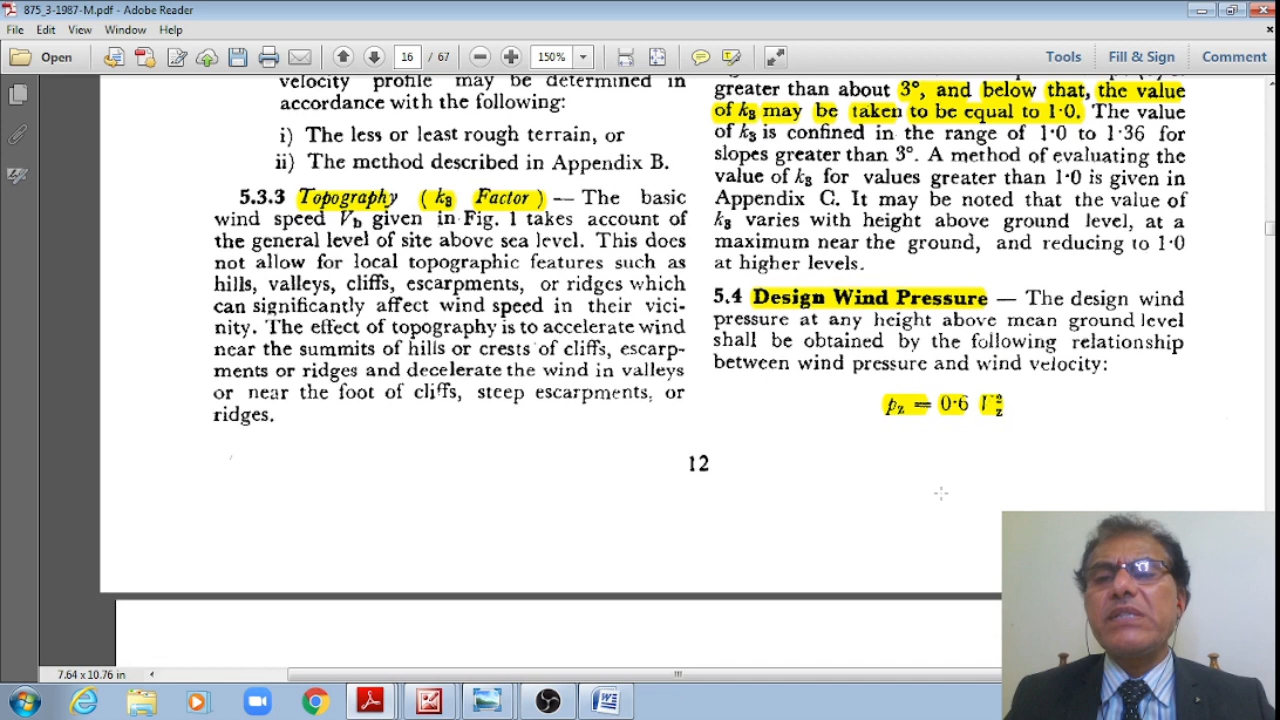 875_3-1987-M.pdf - Adobe Reader
File Edit View Window Help
Open 16 / 67 150% Tools Fill & Sign Comment
velocity profile may be determined in
accordance with the following:
i) The less or least rough terrain, or
ii) The method described in Appendix B.
5.3.3 Topography ( k3 Factor ) — The basic
wind speed Vb given in Fig. 1 takes account of
the general level of site above sea level. This does
not allow for local topographic features such as
hills, valleys, cliffs, escarpments, or ridges which
can significantly affect wind speed in their vici-
nity. The effect of topography is to accelerate wind
near the summits of hills or crests of cliffs, escarp-
ments or ridges and decelerate the wind in valleys
or near the foot of cliffs, steep escarpments, or
ridges.
greater than about 3°, and below that, the value
of k3 may be taken to be equal to 1·0. The value
of k3 is confined in the range of 1·0 to 1·36 for
slopes greater than 3°. A method of evaluating the
value of k3 for values greater than 1·0 is given in
Appendix C. It may be noted that the value of
k3 varies with height above ground level, at a
maximum near the ground, and reducing to 1·0
at higher levels.
5.4 Design Wind Pressure — The design wind
pressure at any height above mean ground level
shall be obtained by the following relationship
between wind pressure and wind velocity:
pz = 0·6 V²z
12
7.64 x 10.76 in